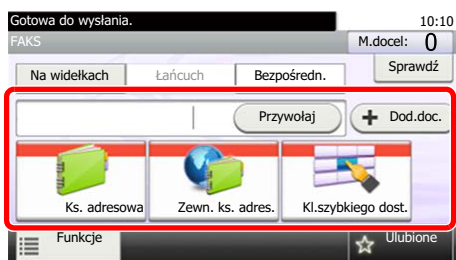 Gotowa do wysłania.
10:10
FAKS
M.docel: 0
Na widełkach
Łańcuch
Bezpośredn.
Sprawdź
Przywołaj
Dod.doc.
Ks. adresowa
Zewn. ks. adres.
Kl.szybkiego dost.
Funkcje
Ulubione